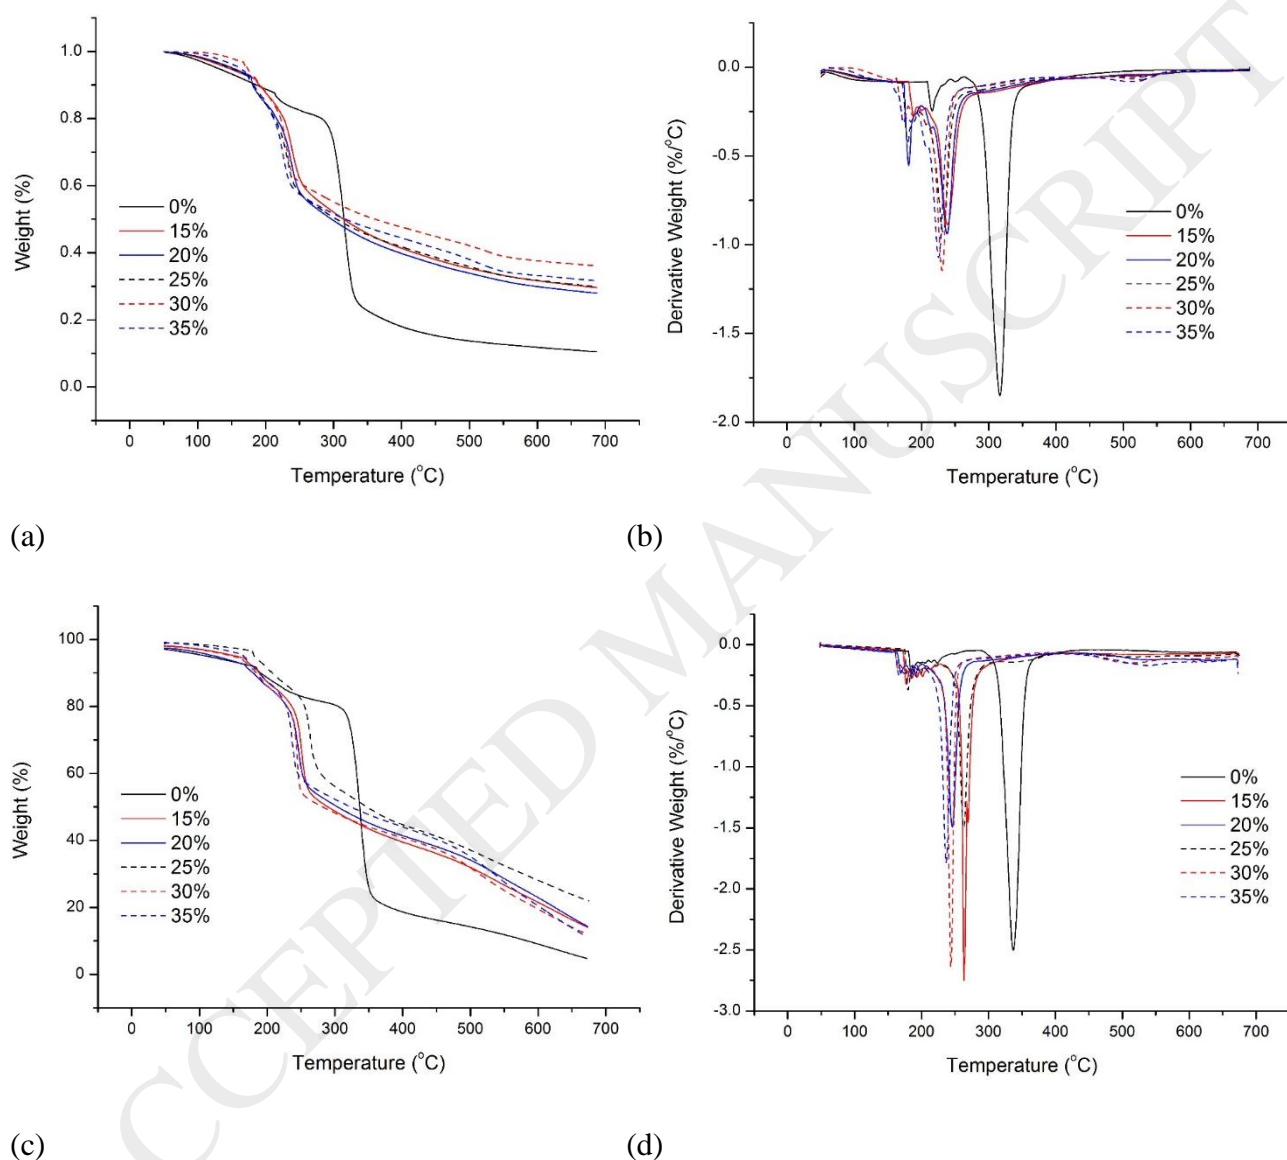 1.0
0.8
0.6
0.4
0.2
0.0
Weight (%)
0%
15%
20%
25%
30%
35%
0 100 200 300 400 500 600 700
Temperature (°C)
(a)
0.0
-0.5
-1.0
-1.5
-2.0
Derivative Weight (%/°C)
0%
15%
20%
25%
30%
35%
0 100 200 300 400 500 600 700
Temperature (°C)
(b)
100
80
60
40
20
0
Weight (%)
0%
15%
20%
25%
30%
35%
0 100 200 300 400 500 600 700
Temperature (°C)
(c)
0.0
-0.5
-1.0
-1.5
-2.0
-2.5
-3.0
Derivative Weight (%/°C)
0%
15%
20%
25%
30%
35%
0 100 200 300 400 500 600 700
Temperature (°C)
(d)
CCEPTED MANUSCRIPT